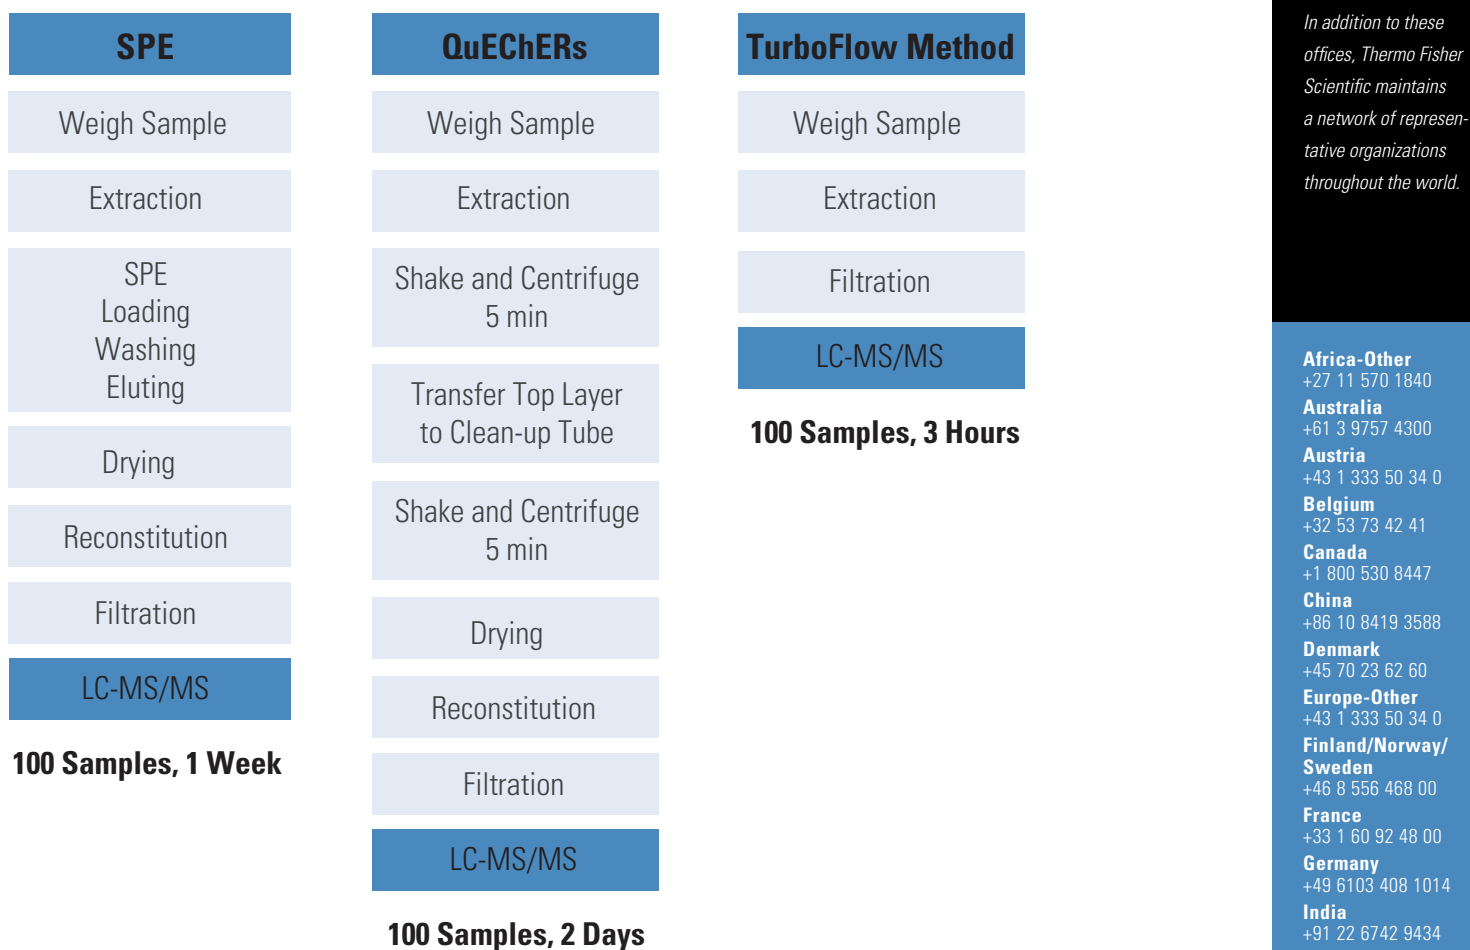 SPE
Weigh Sample
Extraction
SPE
Loading
Washing
Eluting
Drying
Reconstitution
Filtration
LC-MS/MS
100 Samples, 1 Week
QuEChERs
Weigh Sample
Extraction
Shake and Centrifuge
5 min
Transfer Top Layer
to Clean-up Tube
Shake and Centrifuge
5 min
Drying
Reconstitution
Filtration
LC-MS/MS
100 Samples, 2 Days
TurboFlow Method
Weigh Sample
Extraction
Filtration
LC-MS/MS
100 Samples, 3 Hours
In addition to these
offices, Thermo Fisher
Scientific maintains
a network of represen-
tative organizations
throughout the world.
Africa-Other
+27 11 570 1840
Australia
+61 3 9757 4300
Austria
+43 1 333 50 34 0
Belgium
+32 53 73 42 41
Canada
+1 800 530 8447
China
+86 10 8419 3588
Denmark
+45 70 23 62 60
Europe-Other
+43 1 333 50 34 0
Finland/Norway/
Sweden
+46 8 556 468 00
France
+33 1 60 92 48 00
Germany
+49 6103 408 1014
India
+91 22 6742 9434